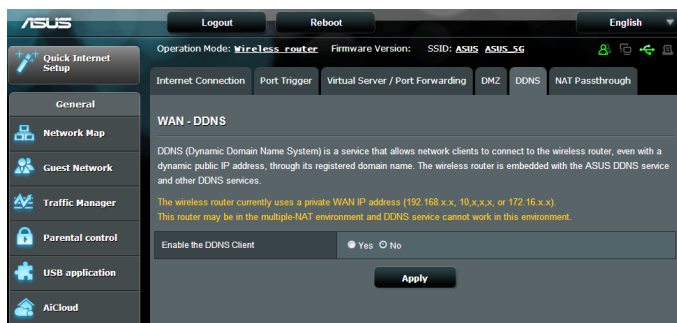 ASUS
Logout
Reboot
English
Quick Internet
Setup
Operation Mode: Wireless router Firmware Version: SSID: ASUS ASUS_5G
Internet Connection
Port Trigger
Virtual Server / Port Forwarding
DMZ
DDNS
NAT Passthrough
General
Network Map
Guest Network
Traffic Manager
Parental control
USB application
AiCloud
WAN - DDNS
DDNS (Dynamic Domain Name System) is a service that allows network clients to connect to the wireless router, even with a
dynamic public IP address, through its registered domain name. The wireless router is embedded with the ASUS DDNS service
and other DDNS services.
The wireless router currently uses a private WAN IP address (192.168.x.x, 10,x,x,x, or 172.16.x.x).
This router may be in the multiple-NAT environment and DDNS service cannot work in this environment.
Enable the DDNS Client
Yes No
Apply